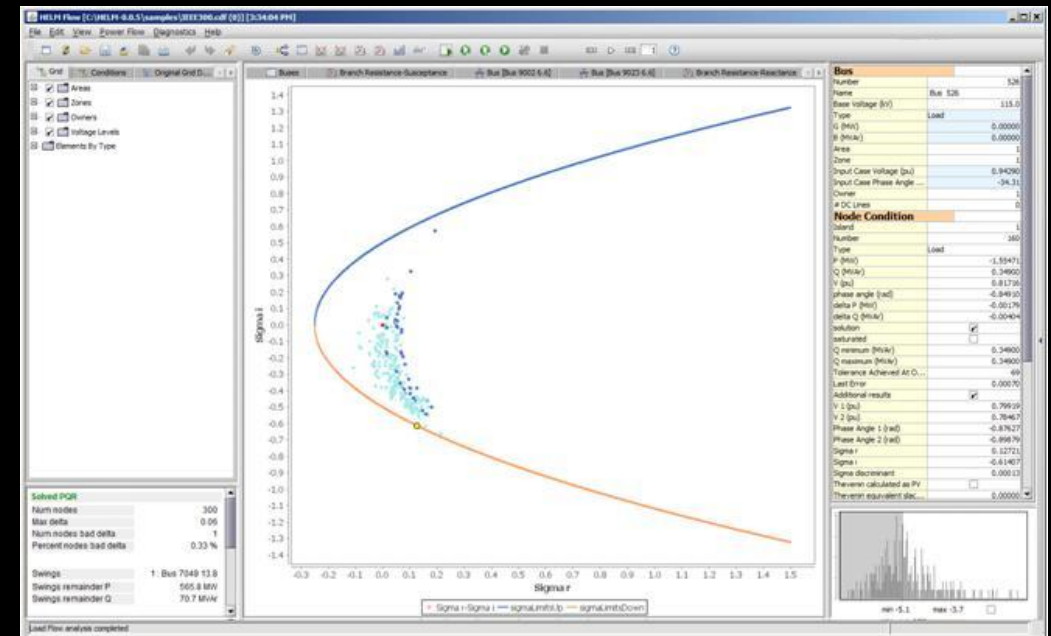 HELM Flow [C:\HELM-0.0.5\samples\IEEE300.cdf (0)] [3:34:04 PM]
File Edit View Power Flow Diagnostics Help
Grid Conditions Original Grid D...
Areas
Zones
Owners
Voltage Levels
Elements By Type
Solved PQR
Num nodes 300
Max delta 0.06
Num nodes bad delta 1
Percent nodes bad delta 0.33 %
Swings 1 : Bus 7049 13.8
Swings remainder P 565.8 MW
Swings remainder Q 70.7 MVAr
Load Flow analysis completed
Buses Branch Resistance-Susceptance Bus [Bus 9002 6.6] Bus [Bus 9023 6.6] Branch Resistance Reactance
1.4
1.3
1.2
1.1
1.0
0.9
0.8
0.7
0.6
0.5
0.4
0.3
0.2
0.1
0.0
-0.1
-0.2
-0.3
-0.4
-0.5
-0.6
-0.7
-0.8
-0.9
-1.0
-1.1
-1.2
-1.3
-1.4
Sigma i
-0.3 -0.2 -0.1 0.0 0.1 0.2 0.3 0.4 0.5 0.6 0.7 0.8 0.9 1.0 1.1 1.2 1.3 1.4 1.5
Sigma r
Sigma r-Sigma i sigmaLimitsUp sigmaLimitsDown
Bus
Number 526
Name Bus 526
Base Voltage (kV) 115.0
Type Load
G (MW) 0.00000
B (MVAr) 0.00000
Area 1
Zone 1
Input Case Voltage (pu) 0.94290
Input Case Phase Angle ... -34.31
Owner 1
# DC Lines 0
Node Condition
Island 1
Number 160
Type Load
P (MW) -1.55471
Q (MVAr) 0.34900
V (pu) 0.81716
phase angle (rad) -0.84910
delta P (MW) -0.00179
delta Q (MVAr) -0.00404
solution
saturated
Q minimum (MVAr) 0.34900
Q maximum (MVAr) 0.34900
Tolerance Achieved At O... 69
Last Error 0.00070
Additional results
V 1 (pu) 0.79919
V 2 (pu) 0.78467
Phase Angle 1 (rad) -0.87627
Phase Angle 2 (rad) -0.89879
Sigma r 0.12721
Sigma i -0.61407
Sigma discriminant 0.00013
Thevenin calculated as PV
Thevenin equivalent slac... 0.00000
min -5.1 max -3.7